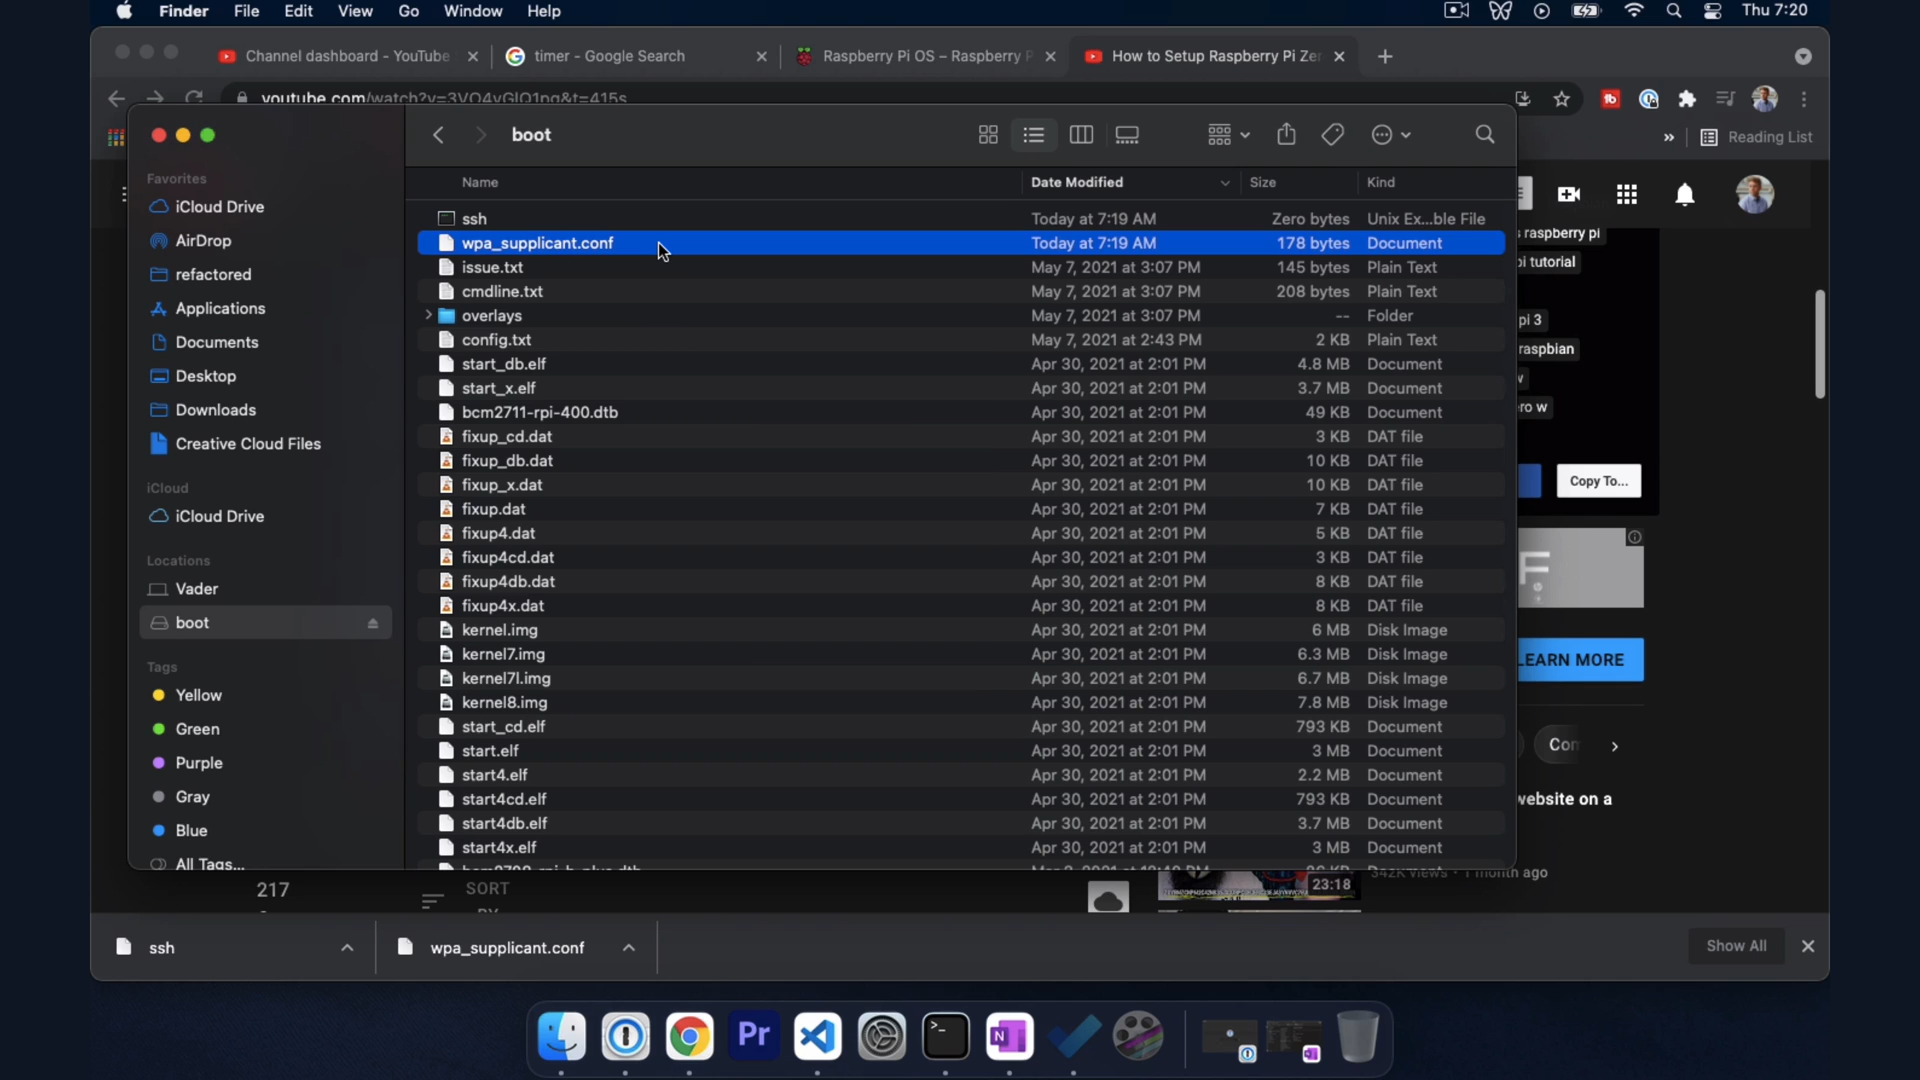 Finder File Edit View Go Window Help Thu 7:20
Channel dashboard - YouTube timer - Google Search Raspberry Pi OS – Raspberry P How to Setup Raspberry Pi Zer
youtube.com/watch?v=3VO4vGlO1pg&t=415s
boot
Reading List
Favorites
iCloud Drive
AirDrop
refactored
Applications
Documents
Desktop
Downloads
Creative Cloud Files
iCloud
iCloud Drive
Locations
Vader
boot
Tags
Yellow
Green
Purple
Gray
Blue
All Tags...
Name Date Modified Size Kind
ssh Today at 7:19 AM Zero bytes Unix Ex...ble File
wpa_supplicant.conf Today at 7:19 AM 178 bytes Document
issue.txt May 7, 2021 at 3:07 PM 145 bytes Plain Text
cmdline.txt May 7, 2021 at 3:07 PM 208 bytes Plain Text
overlays May 7, 2021 at 3:07 PM -- Folder
config.txt May 7, 2021 at 2:43 PM 2 KB Plain Text
start_db.elf Apr 30, 2021 at 2:01 PM 4.8 MB Document
start_x.elf Apr 30, 2021 at 2:01 PM 3.7 MB Document
bcm2711-rpi-400.dtb Apr 30, 2021 at 2:01 PM 49 KB Document
fixup_cd.dat Apr 30, 2021 at 2:01 PM 3 KB DAT file
fixup_db.dat Apr 30, 2021 at 2:01 PM 10 KB DAT file
fixup_x.dat Apr 30, 2021 at 2:01 PM 10 KB DAT file
fixup.dat Apr 30, 2021 at 2:01 PM 7 KB DAT file
fixup4.dat Apr 30, 2021 at 2:01 PM 5 KB DAT file
fixup4cd.dat Apr 30, 2021 at 2:01 PM 3 KB DAT file
fixup4db.dat Apr 30, 2021 at 2:01 PM 8 KB DAT file
fixup4x.dat Apr 30, 2021 at 2:01 PM 8 KB DAT file
kernel.img Apr 30, 2021 at 2:01 PM 6 MB Disk Image
kernel7.img Apr 30, 2021 at 2:01 PM 6.3 MB Disk Image
kernel7l.img Apr 30, 2021 at 2:01 PM 6.7 MB Disk Image
kernel8.img Apr 30, 2021 at 2:01 PM 7.8 MB Disk Image
start_cd.elf Apr 30, 2021 at 2:01 PM 793 KB Document
start.elf Apr 30, 2021 at 2:01 PM 3 MB Document
start4.elf Apr 30, 2021 at 2:01 PM 2.2 MB Document
start4cd.elf Apr 30, 2021 at 2:01 PM 793 KB Document
start4db.elf Apr 30, 2021 at 2:01 PM 3.7 MB Document
start4x.elf Apr 30, 2021 at 2:01 PM 3 MB Document
s raspberry pi
pi tutorial
pi 3
raspbian
w
ro w
Copy To...
F
LEARN MORE
Con
website on a
342K views • 1 month ago
217
SORT
23:18
ssh wpa_supplicant.conf Show All
Pr
N